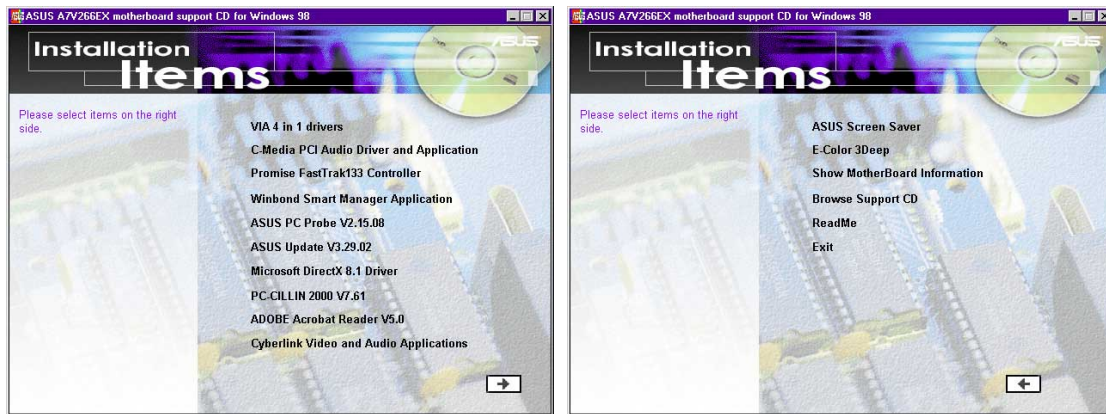 ASUS A7V266EX motherboard support CD for Windows 98
Installation
Items
ASUS
Please select items on the right
side.
VIA 4 in 1 drivers
C-Media PCI Audio Driver and Application
Promise FastTrak133 Controller
Winbond Smart Manager Application
ASUS PC Probe V2.15.08
ASUS Update V3.29.02
Microsoft DirectX 8.1 Driver
PC-CILLIN 2000 V7.61
ADOBE Acrobat Reader V5.0
Cyberlink Video and Audio Applications
ASUS A7V266EX motherboard support CD for Windows 98
Installation
Items
ASUS
Please select items on the right
side.
ASUS Screen Saver
E-Color 3Deep
Show MotherBoard Information
Browse Support CD
ReadMe
Exit